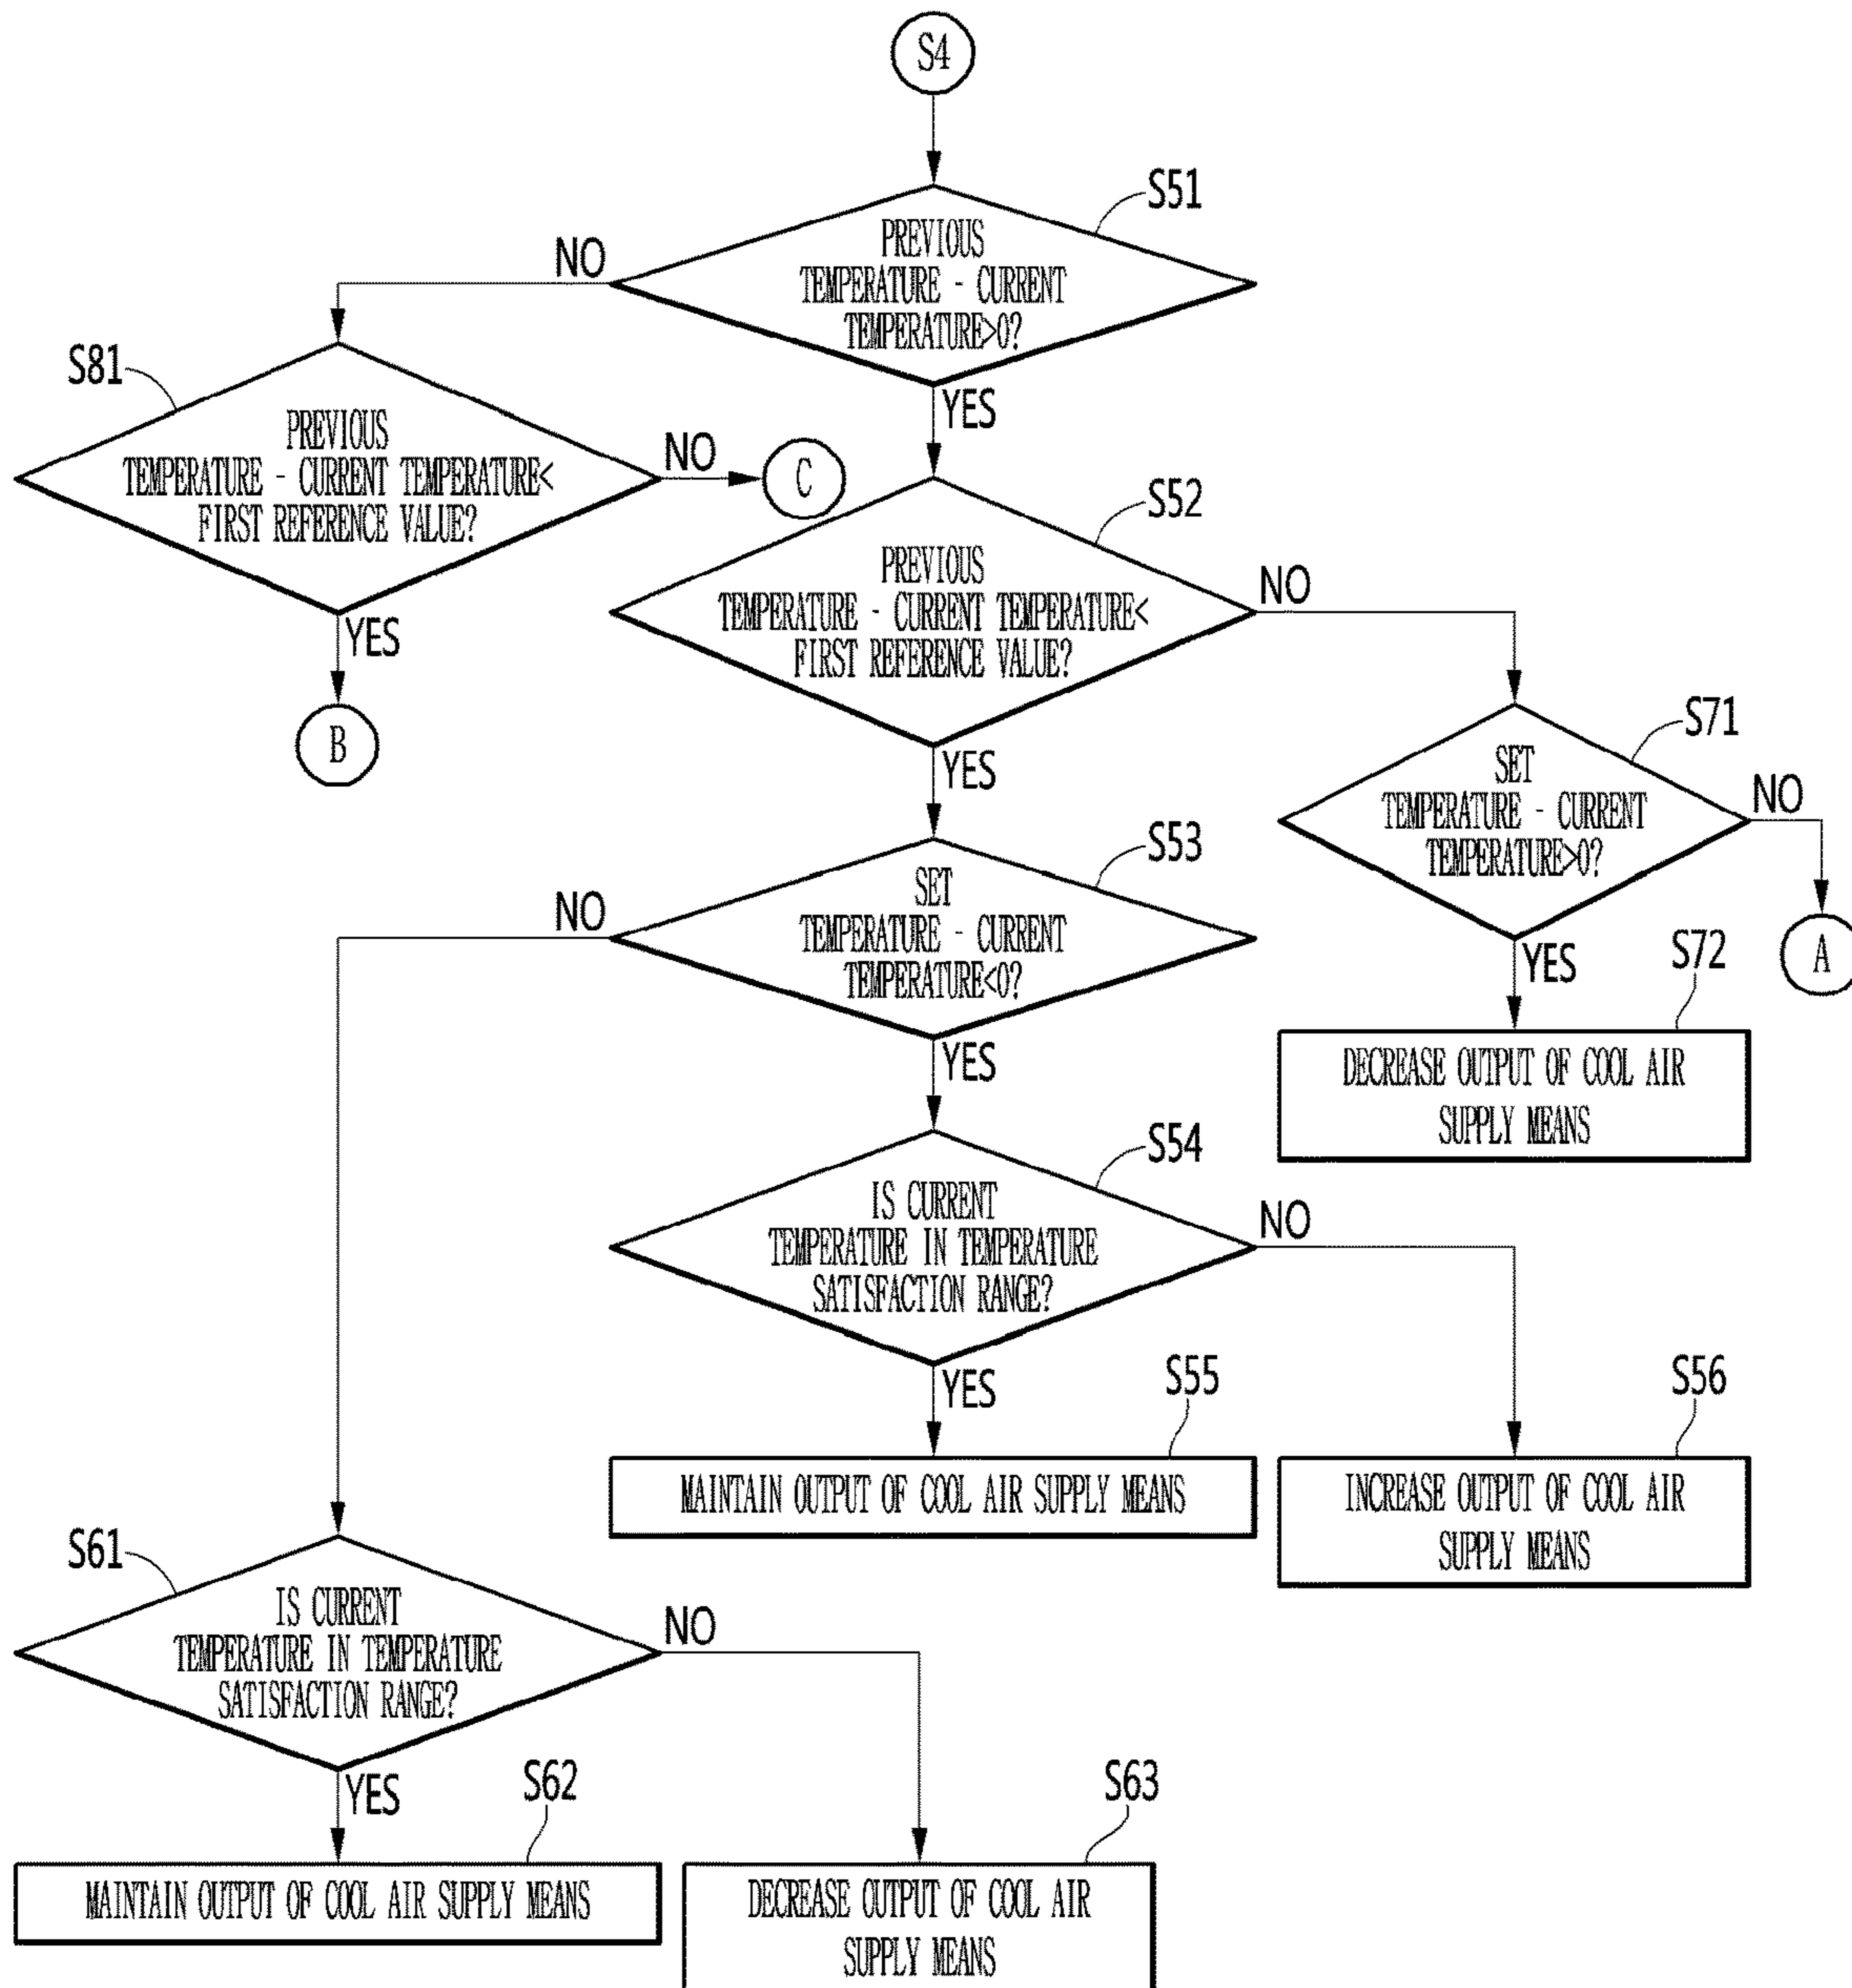 S4
S51
PREVIOUS
TEMPERATURE - CURRENT
TEMPERATURE>0?
NO
YES
S81
PREVIOUS
TEMPERATURE - CURRENT TEMPERATURE<
FIRST REFERENCE VALUE?
NO
C
YES
B
S52
PREVIOUS
TEMPERATURE - CURRENT TEMPERATURE<
FIRST REFERENCE VALUE?
NO
YES
S71
SET
TEMPERATURE - CURRENT
TEMPERATURE>0?
NO
A
YES
S72
DECREASE OUTPUT OF COOL AIR
SUPPLY MEANS
S53
SET
TEMPERATURE - CURRENT
TEMPERATURE<0?
NO
YES
S54
IS CURRENT
TEMPERATURE IN TEMPERATURE
SATISFACTION RANGE?
NO
YES
S55
MAINTAIN OUTPUT OF COOL AIR SUPPLY MEANS
S56
INCREASE OUTPUT OF COOL AIR
SUPPLY MEANS
S61
IS CURRENT
TEMPERATURE IN TEMPERATURE
SATISFACTION RANGE?
NO
YES
S62
MAINTAIN OUTPUT OF COOL AIR SUPPLY MEANS
S63
DECREASE OUTPUT OF COOL AIR
SUPPLY MEANS